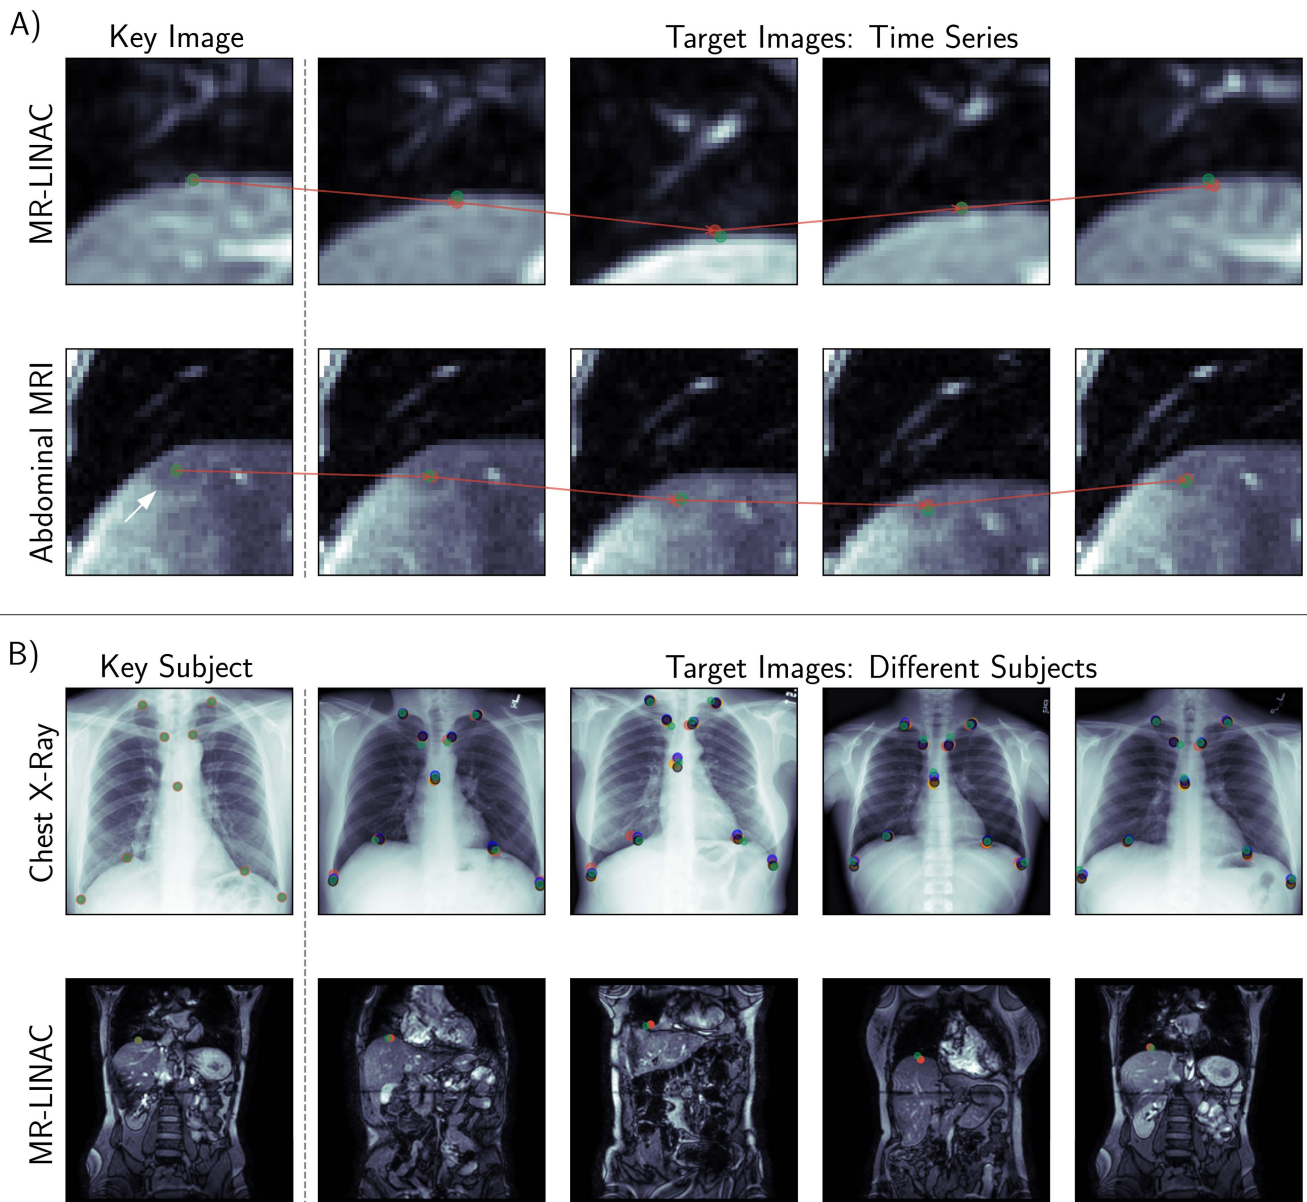 A)
Key Image
Target Images: Time Series
MR-LINAC
Abdominal MRI
B)
Key Subject
Target Images: Different Subjects
Chest X-Ray
MR-LINAC